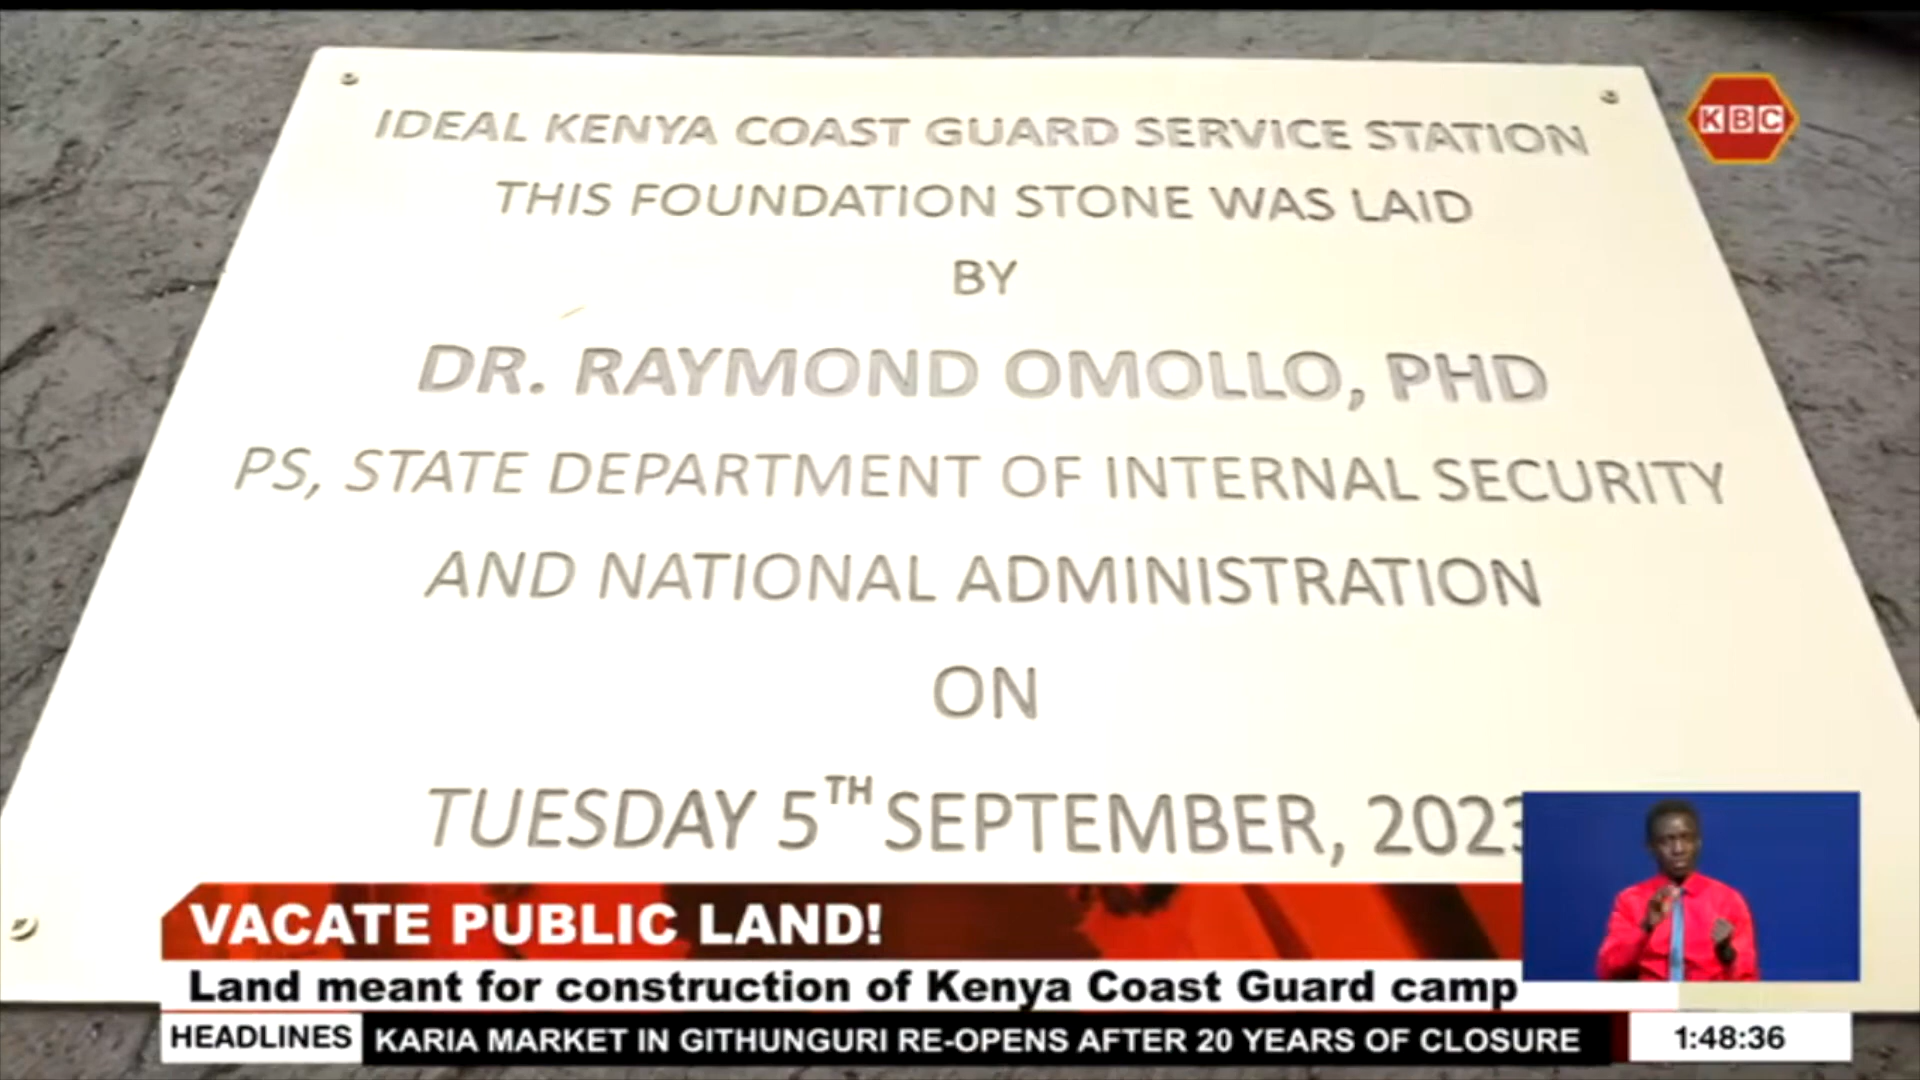 IDEAL KENYA COAST GUARD SERVICE STATION
THIS FOUNDATION STONE WAS LAID
BY
DR. RAYMOND OMOLLO, PHD
PS, STATE DEPARTMENT OF INTERNAL SECURITY
AND NATIONAL ADMINISTRATION
ON
TUESDAY 5TH SEPTEMBER, 2023
KBC
VACATE PUBLIC LAND!
Land meant for construction of Kenya Coast Guard camp
HEADLINES KARIA MARKET IN GITHUNGURI RE-OPENS AFTER 20 YEARS OF CLOSURE 1:48:36